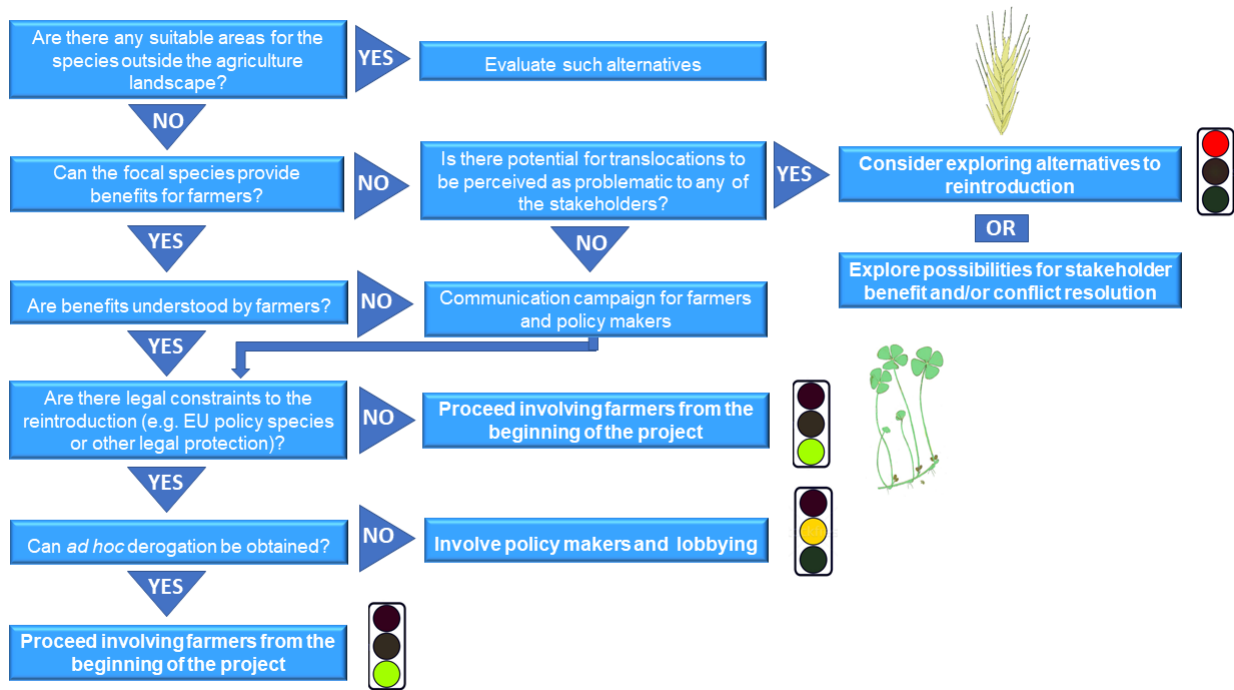 Are there any suitable areas for the
species outside the agriculture
landscape?
YES
Evaluate such alternatives
NO
Can the focal species provide
benefits for farmers?
NO
Is there potential for translocations to
be perceived as problematic to any of
the stakeholders?
YES
Consider exploring alternatives to
reintroduction
OR
Explore possibilities for stakeholder
benefit and/or conflict resolution
YES
NO
Are benefits understood by farmers?
NO
Communication campaign for farmers
and policy makers
YES
Are there legal constraints to the
reintroduction (e.g. EU policy species
or other legal protection)?
NO
Proceed involving farmers from the
beginning of the project
YES
Can ad hoc derogation be obtained?
NO
Involve policy makers and lobbying
YES
Proceed involving farmers from the
beginning of the project